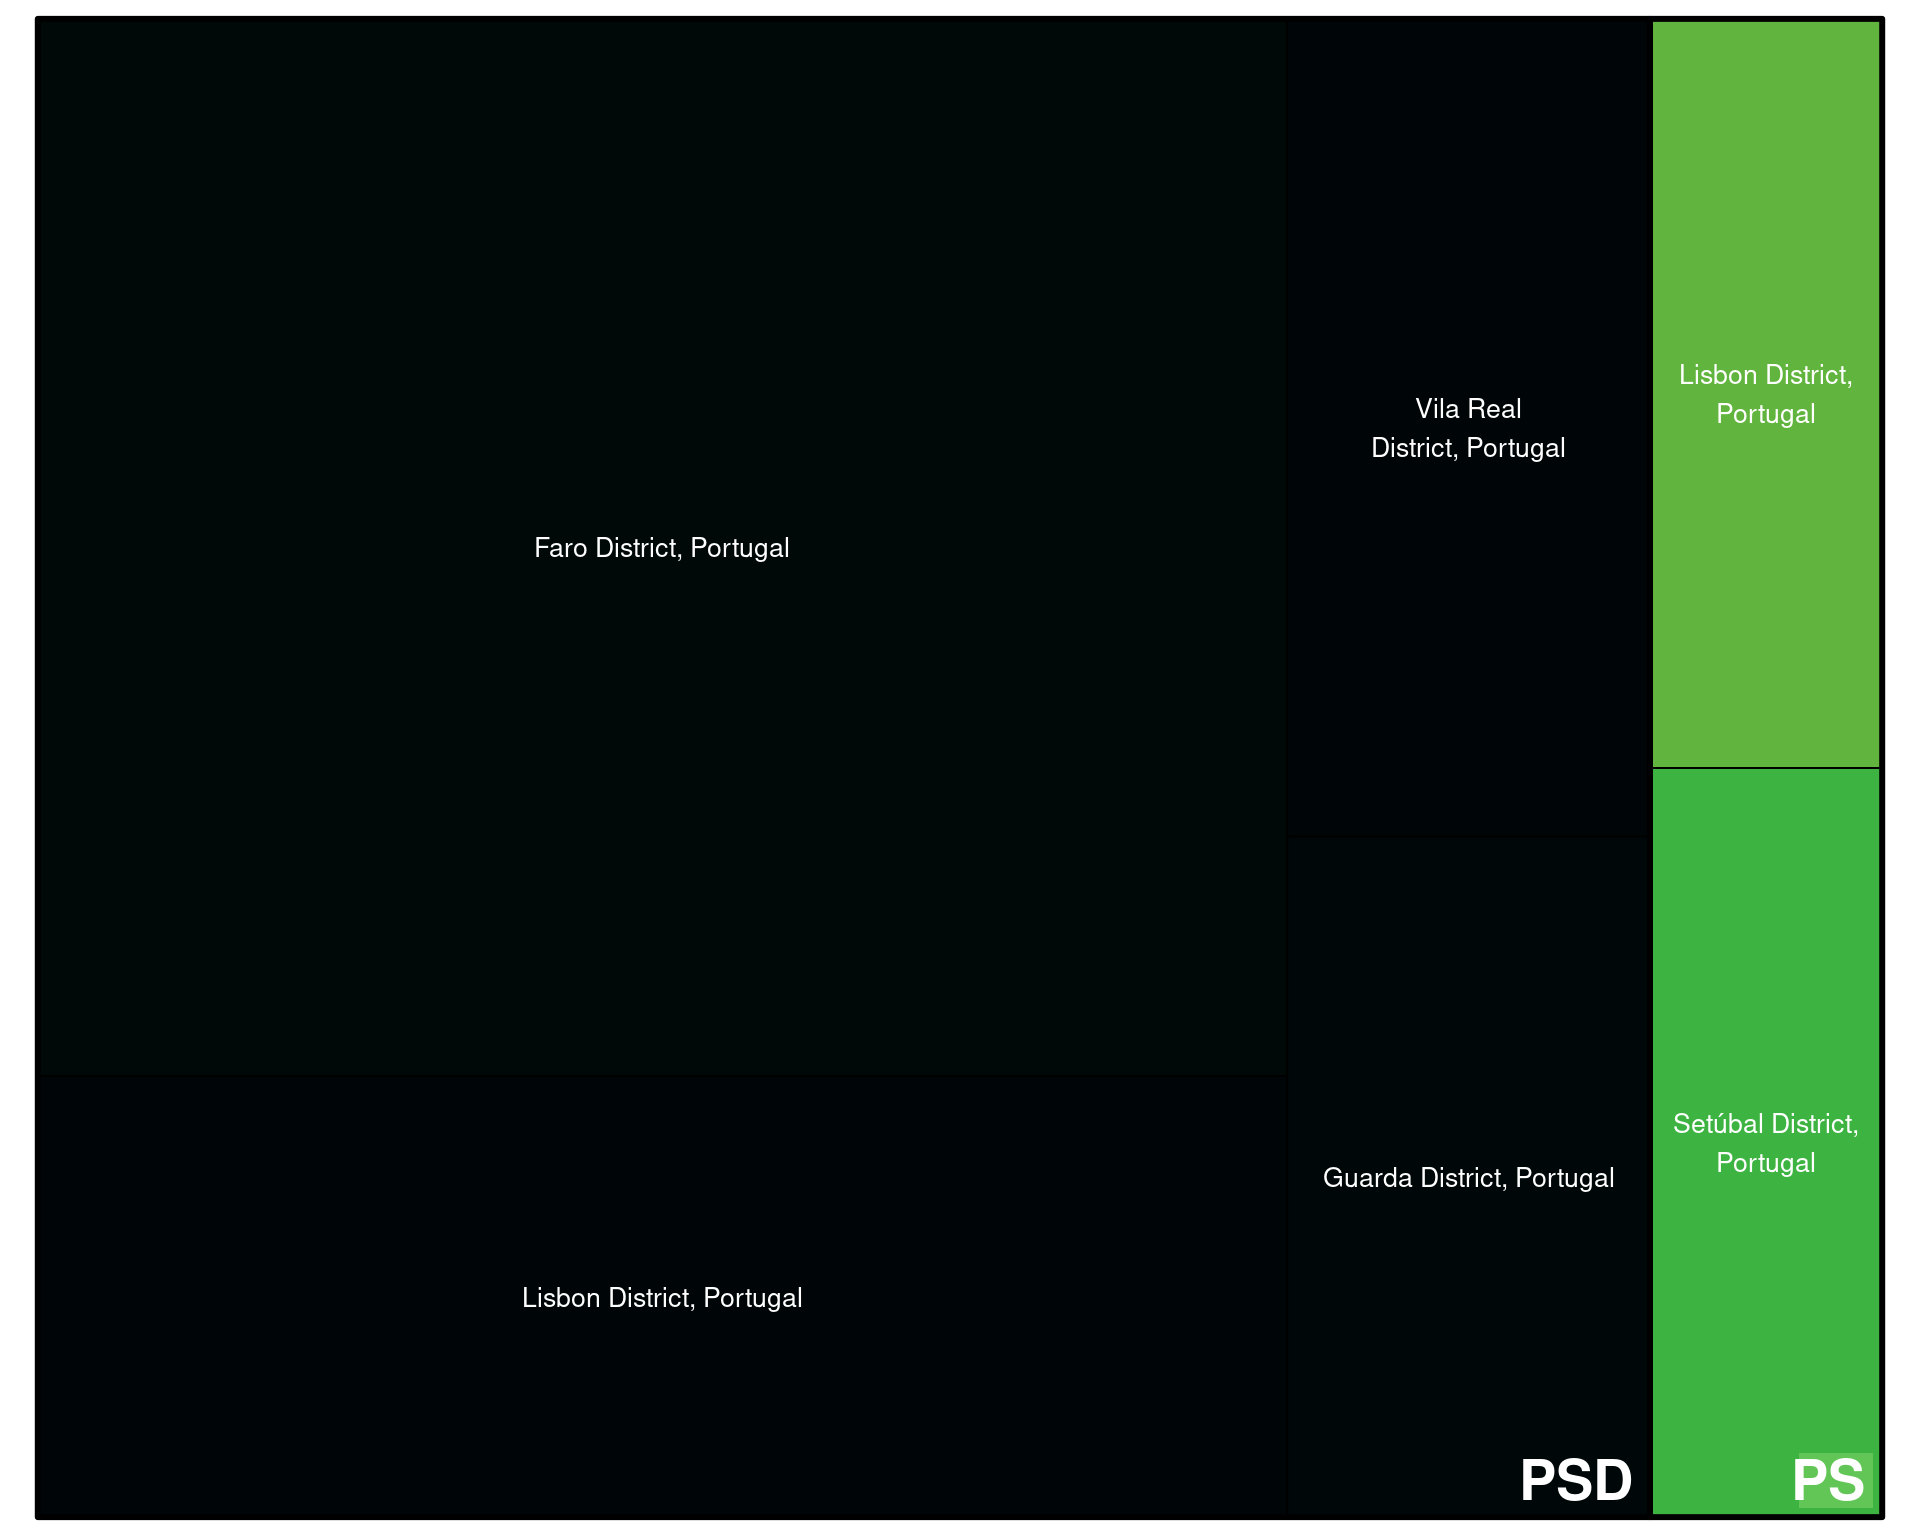 Faro District, Portugal
Lisbon District, Portugal
Vila Real
District, Portugal
Guarda District, Portugal
PSD
Lisbon District,
Portugal
Setúbal District,
Portugal
PS